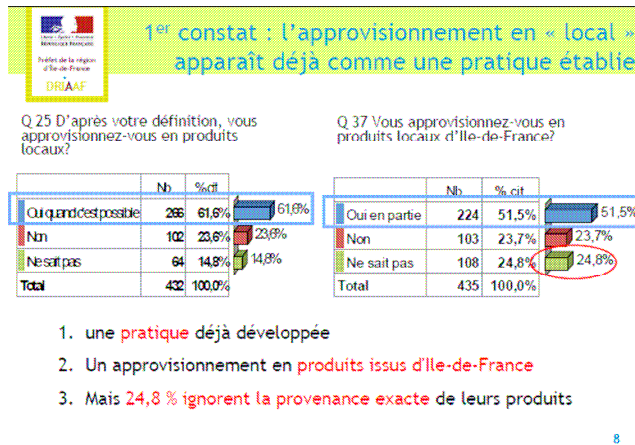 1er constat : l’approvisionnement en « local »
apparaît déjà comme une pratique établie
RÉPUBLIQUE FRANÇAISE
Préfet de la région
d'Ile-de-France
DRIAAF
Q 25 D'après votre définition, vous
approvisionnez-vous en produits
locaux?
Nb %cit
Oui quand c'est possible 266 61,6% 61,6%
Non 102 23,6% 23,6%
Ne sait pas 64 14,8% 14,8%
Total 432 100,0%
Q 37 Vous approvisionnez-vous en
produits locaux d'Ile-de-France?
Nb % cit.
Oui en partie 224 51,5% 51,5%
Non 103 23,7% 23,7%
Ne sait pas 108 24,8% 24,8%
Total 435 100,0%
1. une pratique déjà développée
2. Un approvisionnement en produits issus d'Ile-de-France
3. Mais 24,8 % ignorent la provenance exacte de leurs produits
8